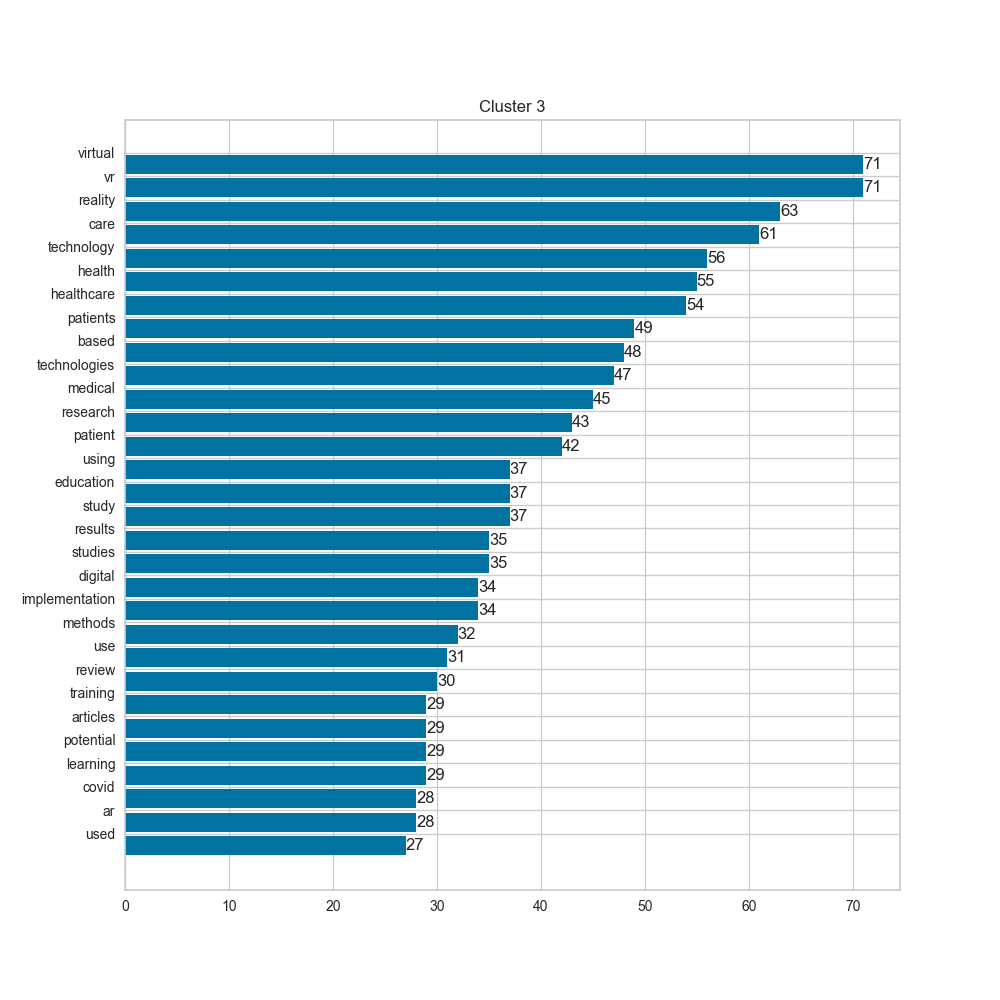 Cluster 3
virtual 71
vr 71
reality 63
care 61
technology 56
health 55
healthcare 54
patients 49
based 48
technologies 47
medical 45
research 43
patient 42
using 37
education 37
study 37
results 35
studies 35
digital 34
implementation 34
methods 32
use 31
review 30
training 29
articles 29
potential 29
learning 29
covid 28
ar 28
used 27
0 10 20 30 40 50 60 70